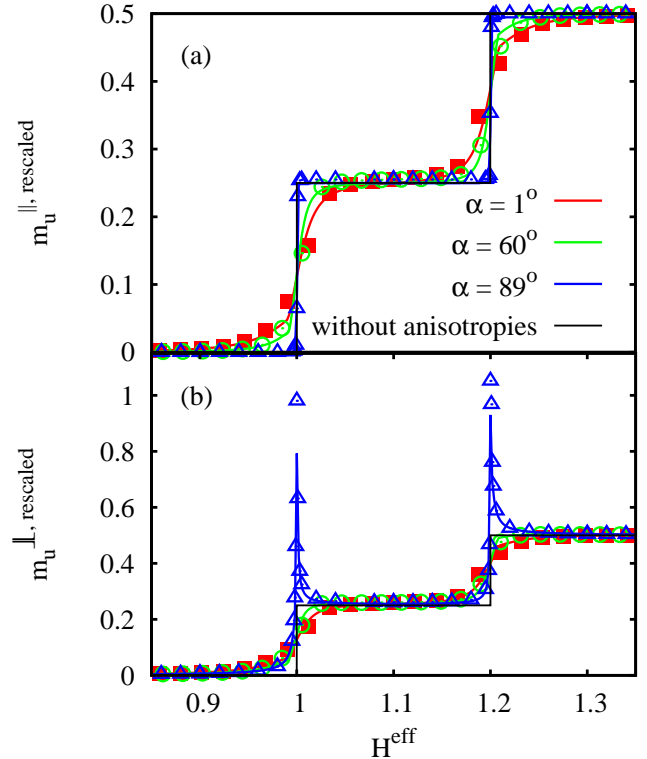 0.5
(a)
0.4
0.3
m_u^{||, rescaled}
α = 1°
0.2
α = 60°
α = 89°
0.1
without anisotropies
0
(b)
1
0.8
m_u^{⊥, rescaled}
0.6
0.4
0.2
0
0.9 1 1.1 1.2 1.3
H^{eff}